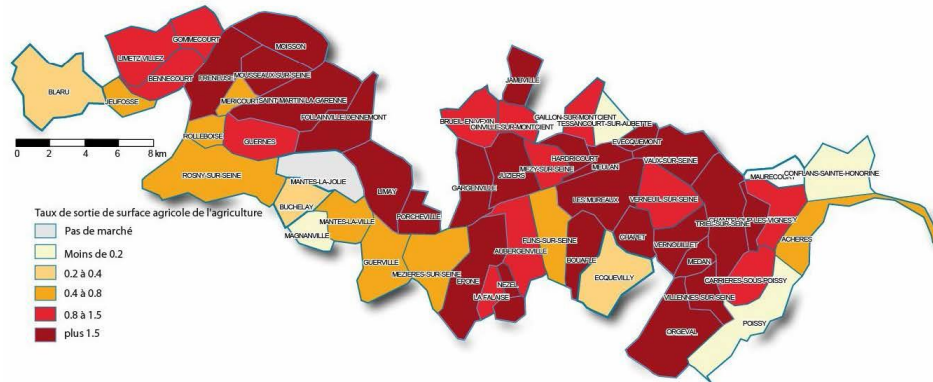 GOMMECOURT
LIMETZ-VILLEZ
BENNECOURT
BLARU
JEUFOSSE
MOISSON
FRENEUSE
MOUSSEAUX-SUR-SEINE
MERICOURT
SAINT-MARTIN-LA-GARENNE
FOLLAINVILLE-DENNEMONT
ROLLEBOISE
GUERNES
0 2 4 6 8 km
ROSNY-SUR-SEINE
MANTES-LA-JOLIE
LIMAY
BUCHELAY
MANTES-LA-VILLE
MAGNANVILLE
PORCHEVILLE
GUERVILLE
MEZIERES-SUR-SEINE
JAMBVILLE
BRUEIL-EN-VEXIN
OINVILLE-SUR-MONTCIENT
GAILLON-SUR-MONTCIENT
TESSANCOURT-SUR-AUBETTE
EVECQUEMONT
HARDRICOURT
MEZY-SUR-SEINE
MEULAN
JUZIERS
GARGENVILLE
VAUX-SUR-SEINE
LES MUREAUX
VERNEUIL-SUR-SEINE
TRIEL-SUR-SEINE
CHANTELOUP-LES-VIGNES
MAURECOURT
CONFLANS-SAINTE-HONORINE
ACHERES
FLINS-SUR-SEINE
AUBERGENVILLE
BOUAFLE
CHAPET
VERNOUILLET
MEDAN
ECQUEVILLY
EPONE
NEZEL
LA FALAISE
CARRIERES-SOUS-POISSY
VILLENNES-SUR-SEINE
POISSY
ORGEVAL
Taux de sortie de surface agricole de l'agriculture
Pas de marché
Moins de 0.2
0.2 à 0.4
0.4 à 0.8
0.8 à 1.5
plus 1.5